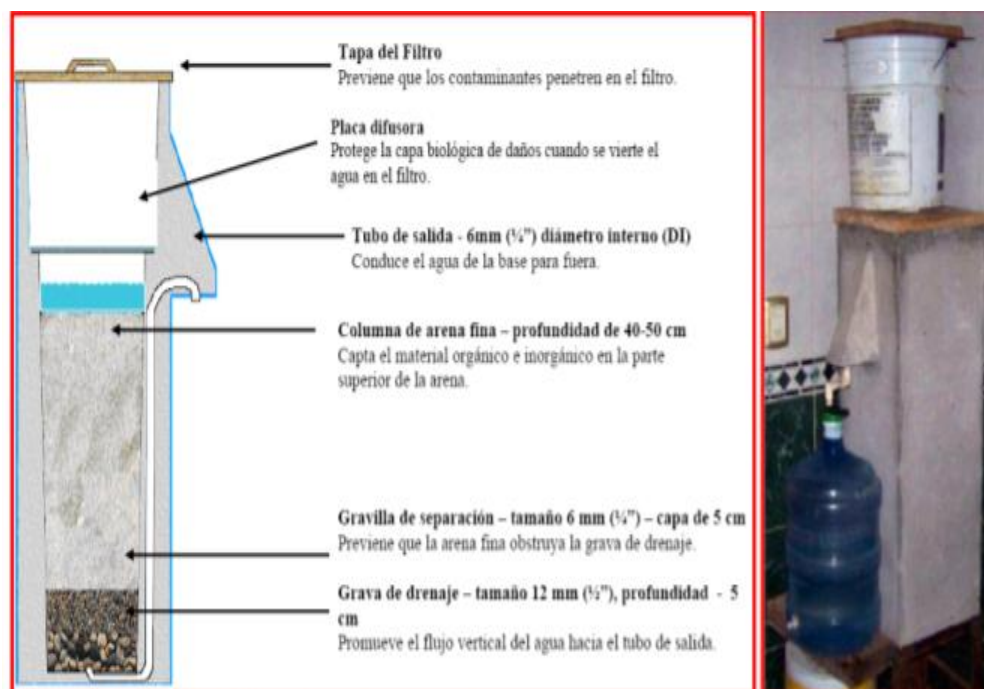 Tapa del Filtro
Previene que los contaminantes penetren en el filtro.
Placa difusora
Protege la capa biológica de daños cuando se vierte el
agua en el filtro.
Tubo de salida - 6mm (¼") diámetro interno (DI)
Conduce el agua de la base para fuera.
Columna de arena fina – profundidad de 40-50 cm
Capta el material orgánico e inorgánico en la parte
superior de la arena.
Gravilla de separación – tamaño 6 mm (¼") – capa de 5 cm
Previene que la arena fina obstruya la grava de drenaje.
Grava de drenaje – tamaño 12 mm (½"), profundidad - 5
cm
Promueve el flujo vertical del agua hacia el tubo de salida.